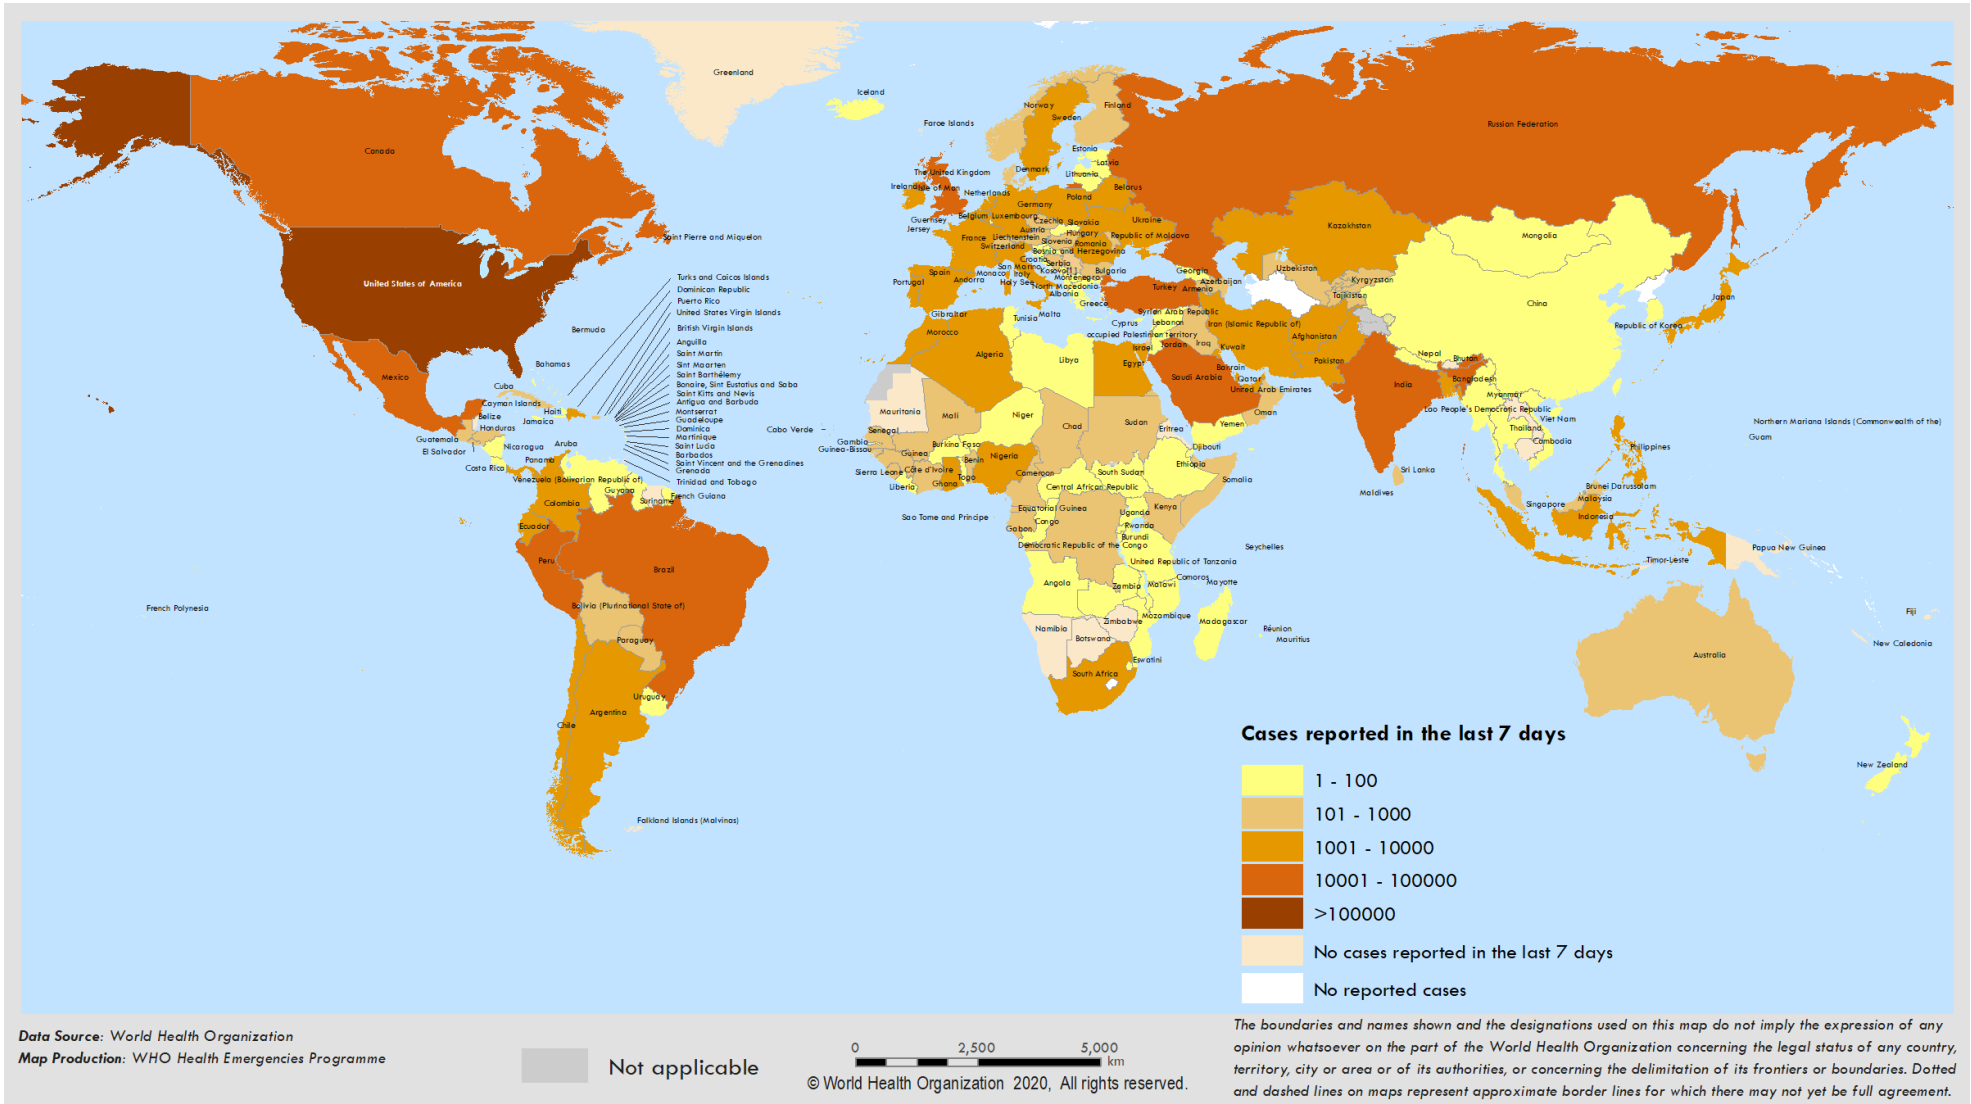 Greenland
Iceland
Faroe Islands
Norway
Sweden
Finland
Estonia
Latvia
Lithuania
Denmark
The United Kingdom
Ireland
Isle of Man
Netherlands
Belarus
Poland
Germany
Guernsey
Jersey
Belgium
Luxembourg
Czechia
Slovakia
Ukraine
France
Liechtenstein
Austria
Hungary
Republic of Moldova
Switzerland
Slovenia
Romania
Bosnia and Herzegovina
Croatia
Serbia
San Marino
Kosovo[1]
Bulgaria
Spain
Andorra
Monaco
Italy
Montenegro
Portugal
Holy See
North Macedonia
Albania
Greece
Gibraltar
Tunisia
Malta
Russian Federation
Kazakhstan
Mongolia
Georgia
Uzbekistan
Kyrgyzstan
Azerbaijan
Turkey
Armenia
Tajikistan
China
Japan
Republic of Korea
Cyprus
Syrian Arab Republic
Lebanon
Iran (Islamic Republic of)
occupied Palestinian territory
Israel
Jordan
Iraq
Kuwait
Afghanistan
Pakistan
Nepal
Bhutan
Bahrain
Qatar
Saudi Arabia
United Arab Emirates
Oman
Yemen
India
Bangladesh
Myanmar
Lao People's Democratic Republic
Viet Nam
Thailand
Cambodia
Philippines
Northern Mariana Islands (Commonwealth of the)
Guam
Sri Lanka
Maldives
Brunei Darussalam
Malaysia
Singapore
Indonesia
Papua New Guinea
Timor-Leste
Fiji
New Caledonia
Australia
New Zealand
Canada
Saint Pierre and Miquelon
United States of America
Bermuda
Bahamas
Mexico
Cuba
Cayman Islands
Belize
Haiti
Jamaica
Honduras
Guatemala
El Salvador
Nicaragua
Aruba
Costa Rica
Panama
Turks and Caicos Islands
Dominican Republic
Puerto Rico
United States Virgin Islands
British Virgin Islands
Anguilla
Saint Martin
Sint Maarten
Saint Barthélemy
Bonaire, Sint Eustatius and Saba
Saint Kitts and Nevis
Antigua and Barbuda
Montserrat
Guadeloupe
Dominica
Martinique
Saint Lucia
Barbados
Saint Vincent and the Grenadines
Grenada
Trinidad and Tobago
Venezuela (Bolivarian Republic of)
Guyana
Suriname
French Guiana
Colombia
Ecuador
Peru
Brazil
Bolivia (Plurinational State of)
Paraguay
Uruguay
Argentina
Chile
Falkland Islands (Malvinas)
French Polynesia
Morocco
Algeria
Libya
Egypt
Mauritania
Mali
Niger
Chad
Sudan
Eritrea
Djibouti
Ethiopia
Somalia
Cabo Verde
Senegal
Gambia
Guinea-Bissau
Guinea
Burkina Faso
Benin
Nigeria
Sierra Leone
Côte d'Ivoire
Liberia
Ghana
Togo
Cameroon
Central African Republic
South Sudan
Equatorial Guinea
Sao Tome and Principe
Gabon
Congo
Uganda
Kenya
Rwanda
Burundi
Democratic Republic of the Congo
United Republic of Tanzania
Seychelles
Comoros
Mayotte
Angola
Zambia
Malawi
Mozambique
Zimbabwe
Madagascar
Réunion
Mauritius
Namibia
Botswana
Eswatini
South Africa
Cases reported in the last 7 days
1 - 100
101 - 1000
1001 - 10000
10001 - 100000
>100000
No cases reported in the last 7 days
No reported cases
Data Source: World Health Organization
Map Production: WHO Health Emergencies Programme
Not applicable
0 2,500 5,000
km
© World Health Organization 2020, All rights reserved.
The boundaries and names shown and the designations used on this map do not imply the expression of any
opinion whatsoever on the part of the World Health Organization concerning the legal status of any country,
territory, city or area or of its authorities, or concerning the delimitation of its frontiers or boundaries. Dotted
and dashed lines on maps represent approximate border lines for which there may not yet be full agreement.